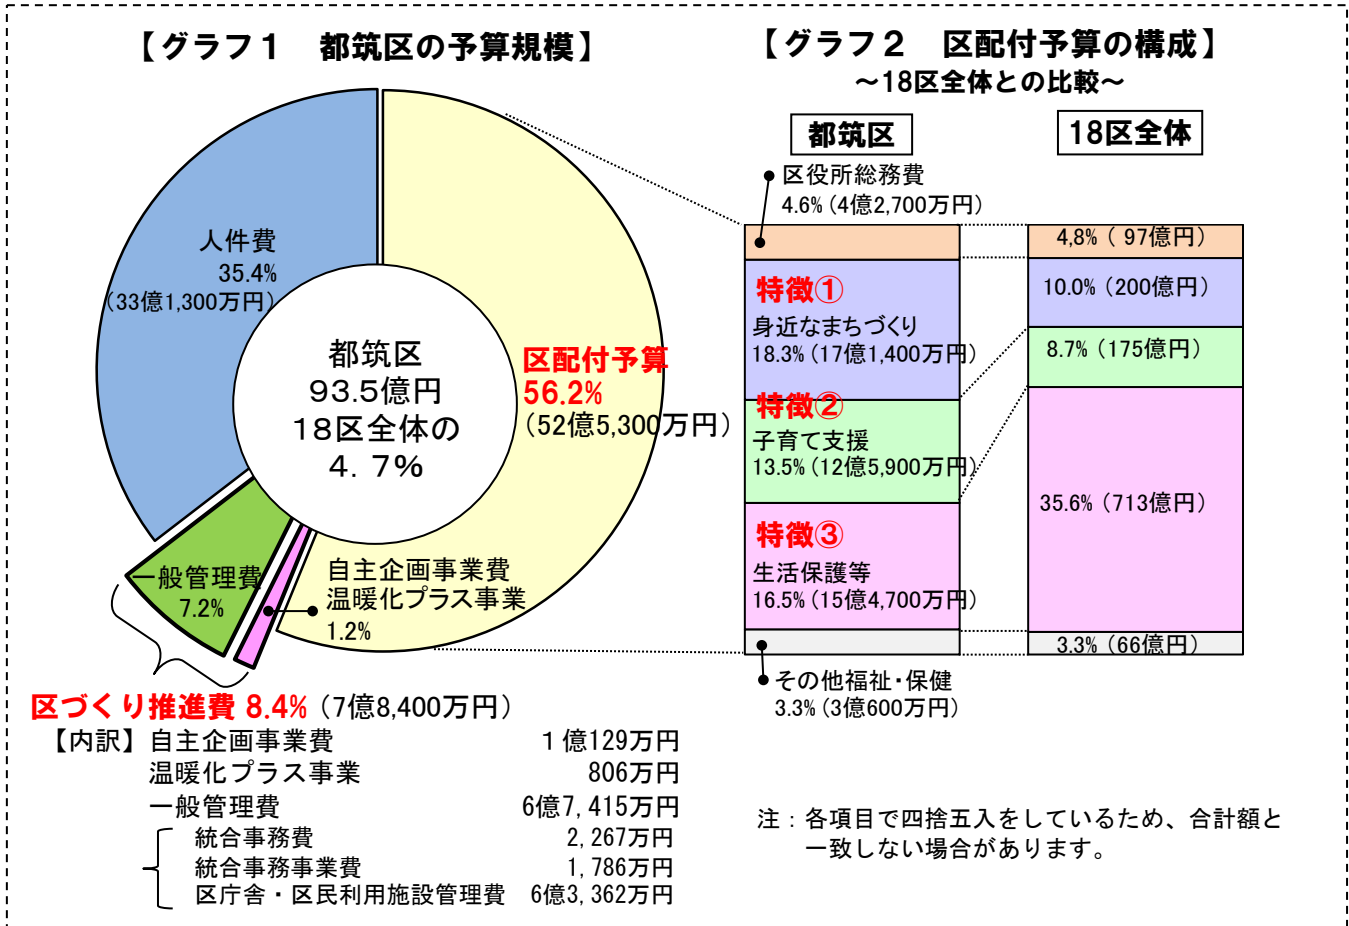 【グラフ１　都筑区の予算規模】
人件費
35.4%
（33億1,300万円）
都筑区
93.5億円
18区全体の
４．７％
区配付予算
56.2%
（52億5,300万円）
一般管理費
7.2%
自主企画事業費
温暖化プラス事業
1.2%
区づくり推進費 8.4%（7億8,400万円）
【内訳】自主企画事業費　１億129万円
温暖化プラス事業　806万円
一般管理費　6億7,415万円
統合事務費　2,267万円
統合事務事業費　1,786万円
区庁舎・区民利用施設管理費　6億3,362万円
【グラフ２　区配付予算の構成】
～18区全体との比較～
都筑区
18区全体
区役所総務費
4.6%（4億2,700万円）
特徴①
身近なまちづくり
18.3%（17億1,400万円）
特徴②
子育て支援
13.5%（12億5,900万円）
特徴③
生活保護等
16.5%（15億4,700万円）
その他福祉・保健
3.3%（3億600万円）
4,8%（ 97億円）
10.0%（200億円）
8.7%（175億円）
35.6%（713億円）
3.3%（66億円）
注：各項目で四捨五入をしているため、合計額と
一致しない場合があります。